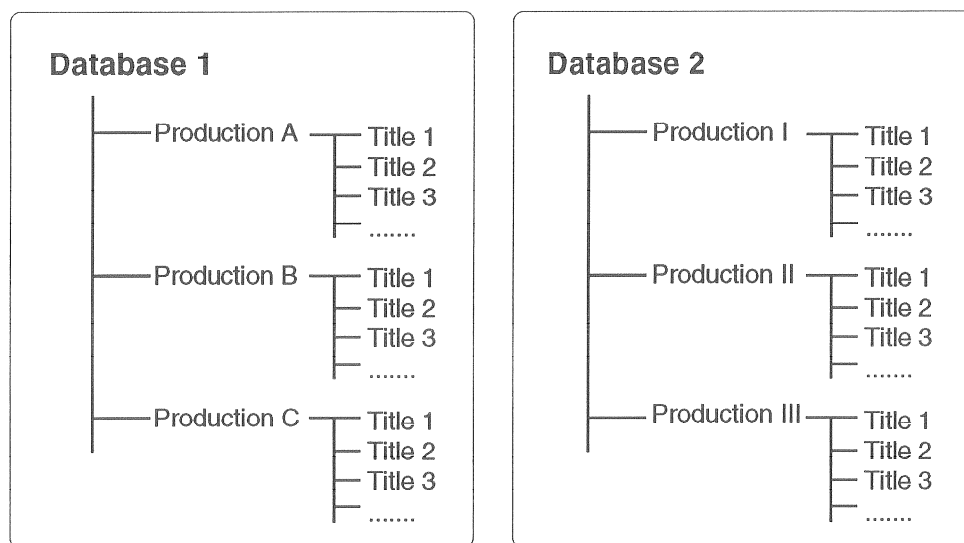 Database 1
Production A
Title 1
Title 2
Title 3
.......
Production B
Title 1
Title 2
Title 3
.......
Production C
Title 1
Title 2
Title 3
.......
Database 2
Production I
Title 1
Title 2
Title 3
.......
Production II
Title 1
Title 2
Title 3
.......
Production III
Title 1
Title 2
Title 3
.......